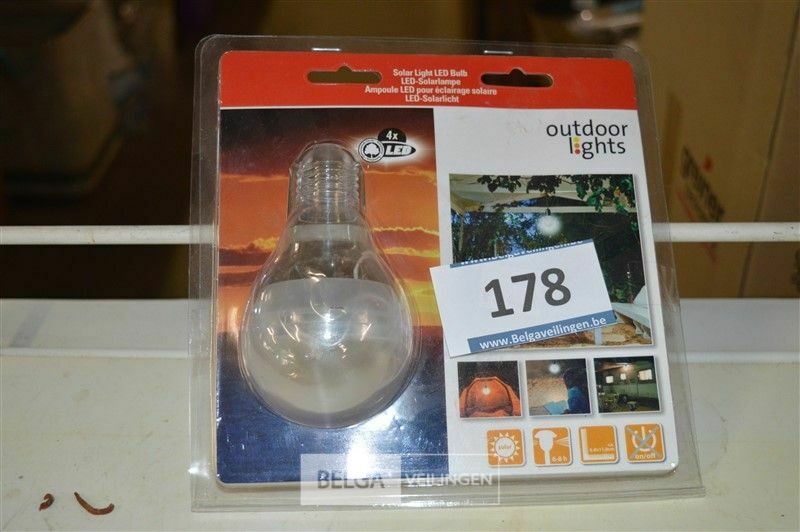 Solar Light LED Bulb
LED-Solarlampe
Ampoule LED pour éclairage solaire
LED-Solarlicht
4x
LED
outdoor
lights
178
www.Belgaveilingen.be
solar
6-8 h
on/off
BELGA VEILINGEN